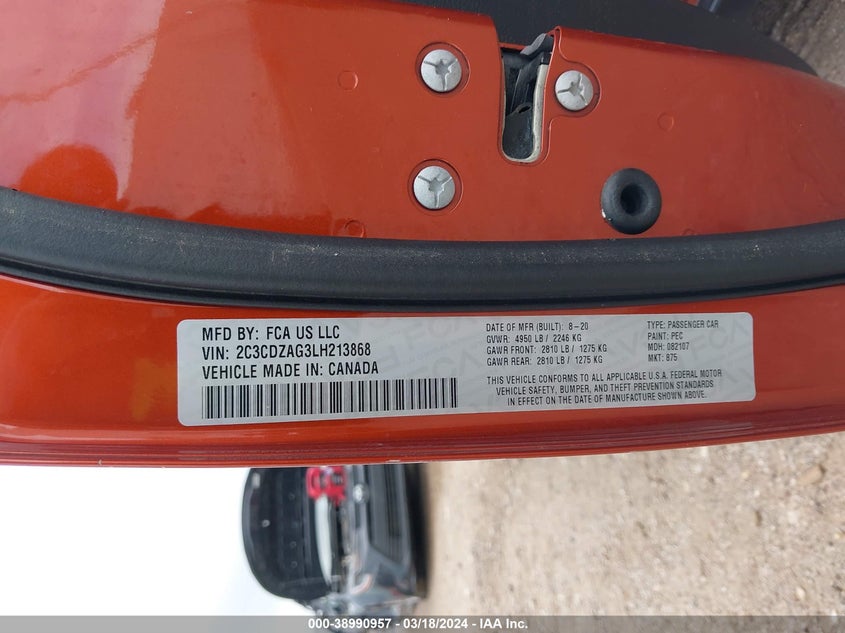 MFD BY: FCA US LLC
VIN: 2C3CDZAG3LH213868
VEHICLE MADE IN: CANADA
DATE OF MFR (BUILT): 8-20
GVWR: 4950 LB / 2246 KG
GAWR FRONT: 2810 LB / 1275 KG
GAWR REAR: 2810 LB / 1275 KG
TYPE: PASSENGER CAR
PAINT: PEC
MDH: 082107
MKT: 875
THIS VEHICLE CONFORMS TO ALL APPLICABLE U.S.A. FEDERAL MOTOR
VEHICLE SAFETY, BUMPER, AND THEFT PREVENTION STANDARDS
IN EFFECT ON THE DATE OF MANUFACTURE SHOWN ABOVE.
000-38990957 - 03/18/2024 - IAA Inc.